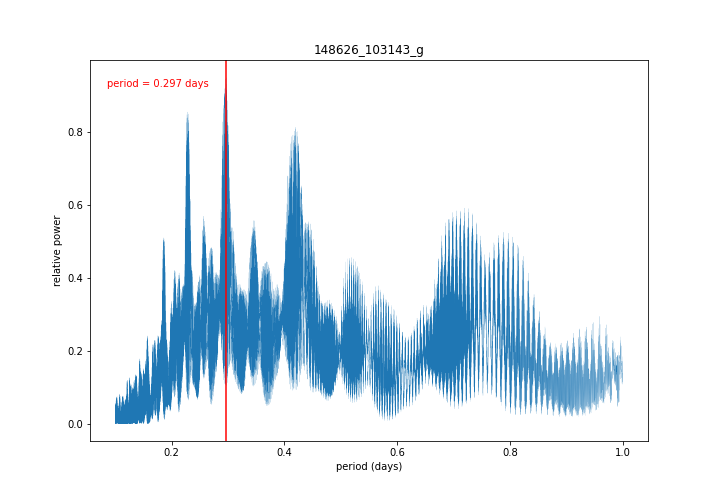 148626_103143_g
period = 0.297 days
relative power
0.8
0.6
0.4
0.2
0.0
0.2 0.4 0.6 0.8 1.0
period (days)